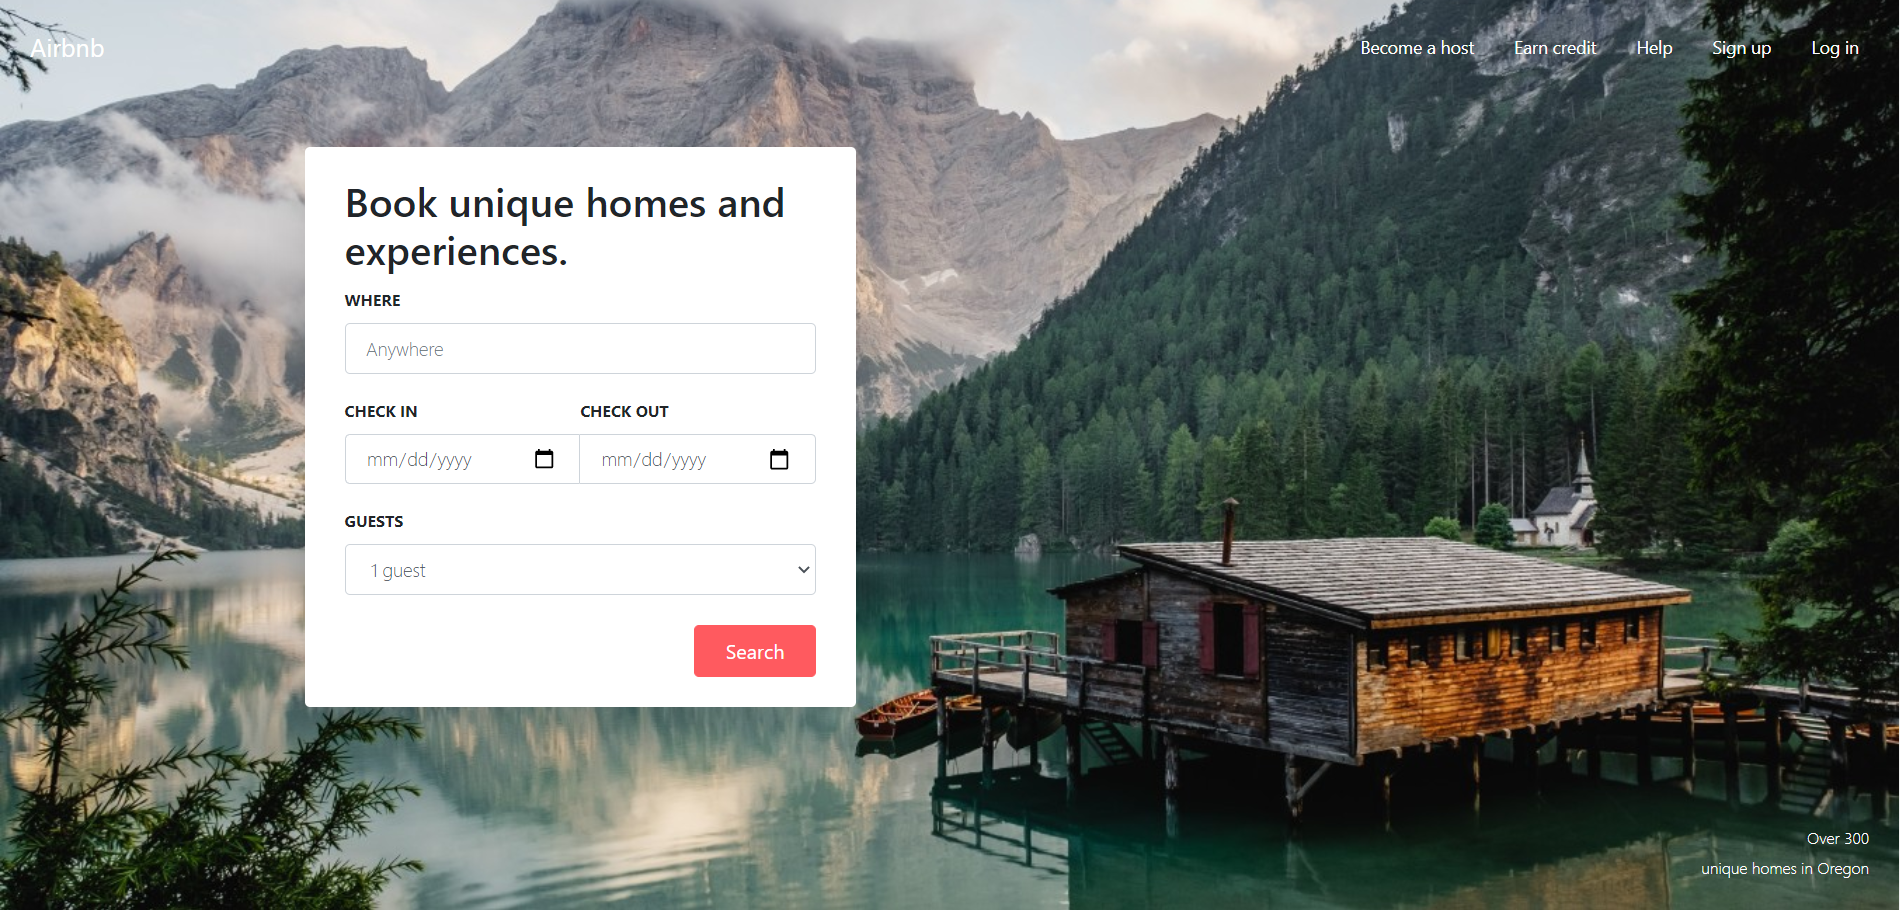 Airbnb
Become a host
Earn credit
Help
Sign up
Log in
Book unique homes and
experiences.
WHERE
Anywhere
CHECK IN
CHECK OUT
mm/dd/yyyy
mm/dd/yyyy
GUESTS
1 guest
Search
Over 300
unique homes in Oregon